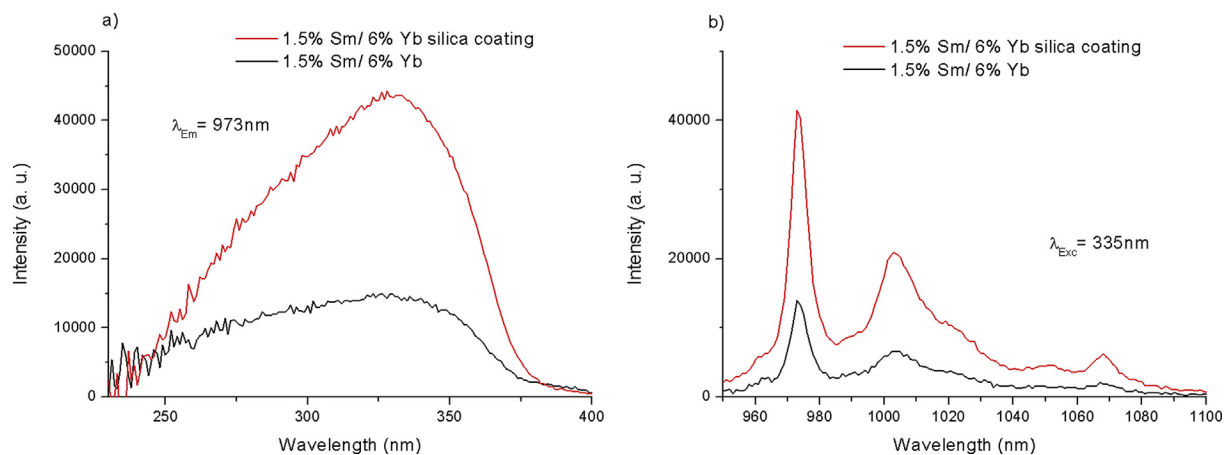 a)
1.5% Sm/ 6% Yb silica coating
1.5% Sm/ 6% Yb
λEm= 973nm
Intensity (a. u.)
50000
40000
30000
20000
10000
0
250
300
350
400
Wavelength (nm)
b)
1.5% Sm/ 6% Yb silica coating
1.5% Sm/ 6% Yb
λExc= 335nm
Intensity (a. u.)
40000
20000
0
960
980
1000
1020
1040
1060
1080
1100
Wavelength (nm)